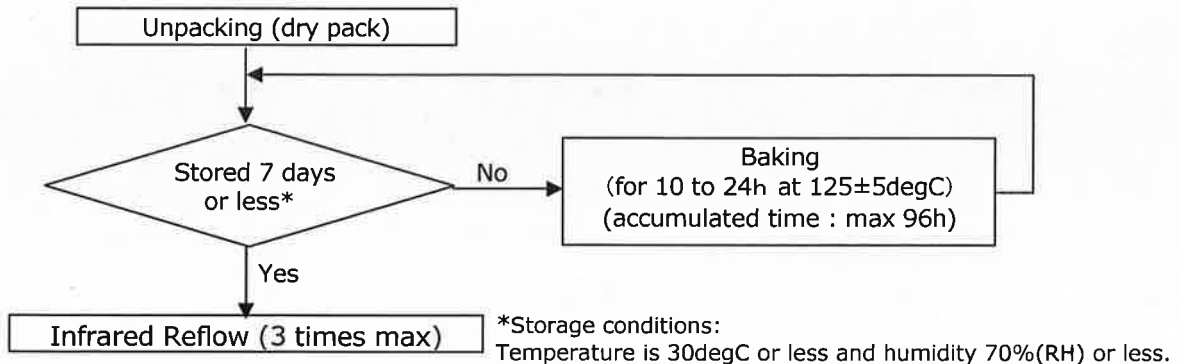 Unpacking (dry pack)
Stored 7 days
or less*
No
Baking
(for 10 to 24h at 125±5degC)
(accumulated time : max 96h)
Yes
Infrared Reflow (3 times max)
*Storage conditions:
Temperature is 30degC or less and humidity 70%(RH) or less.